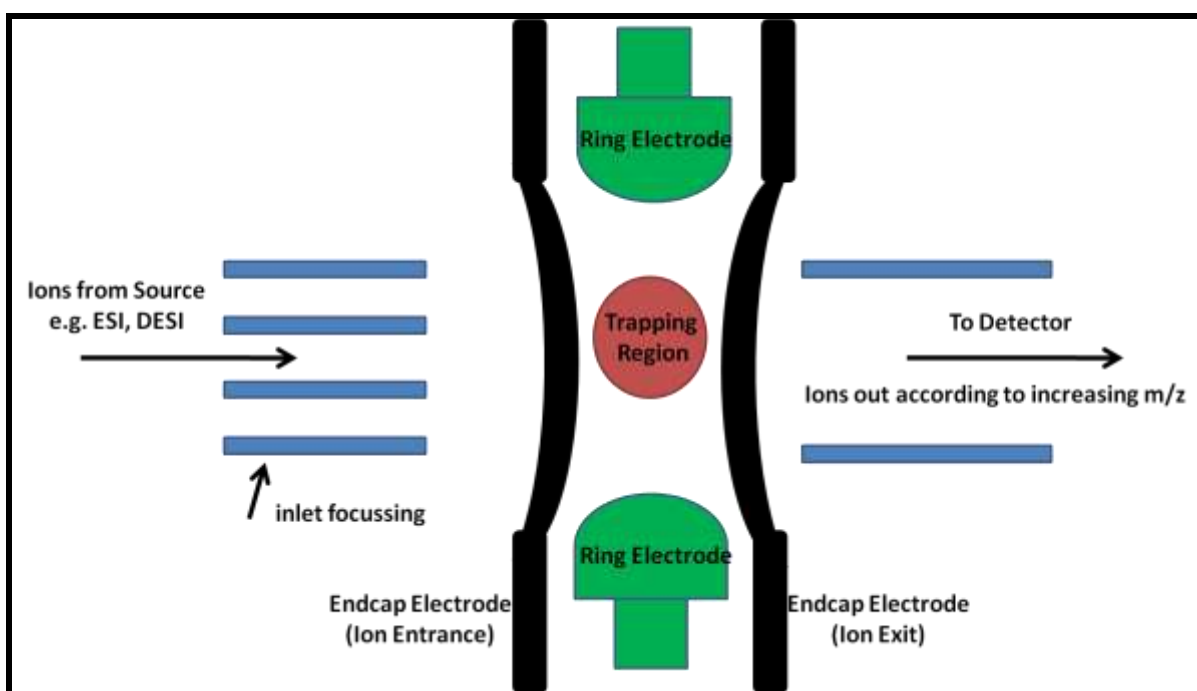 Ring Electrode
Ions from Source
e.g. ESI, DESI
Trapping
Region
To Detector
Ions out according to increasing m/z
inlet focussing
Ring Electrode
Endcap Electrode
(Ion Entrance)
Endcap Electrode
(Ion Exit)